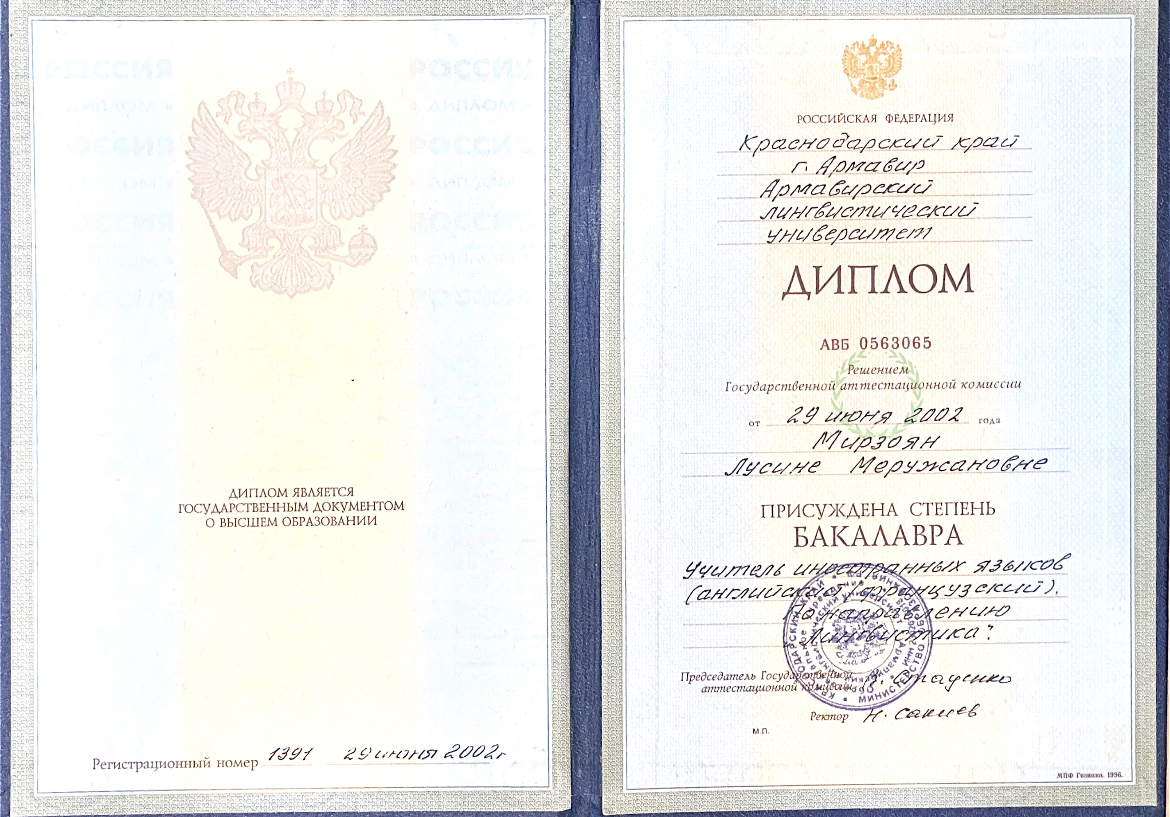 ДИПЛОМ ЯВЛЯЕТСЯ
ГОСУДАРСТВЕННЫМ ДОКУМЕНТОМ
О ВЫСШЕМ ОБРАЗОВАНИИ
Регистрационный номер 1391 29 июня 2002г
РОССИЙСКАЯ ФЕДЕРАЦИЯ
Краснодарский край
г. Армавир
Армавирский
лингвистический
университет
ДИПЛОМ
АВБ 0563065
Решением
Государственной аттестационной комиссии
от 29 июня 2002 года
Мирзоян
Лусине Меружановне
ПРИСУЖДЕНА СТЕПЕНЬ
БАКАЛАВРА
Учитель иностранных языков
(английский, французский).
По направлению
"Лингвистика".
Председатель Государственной
аттестационной комиссии
Ректор Н. Сакиев
М.П.
МПФ Гознака. 1996.